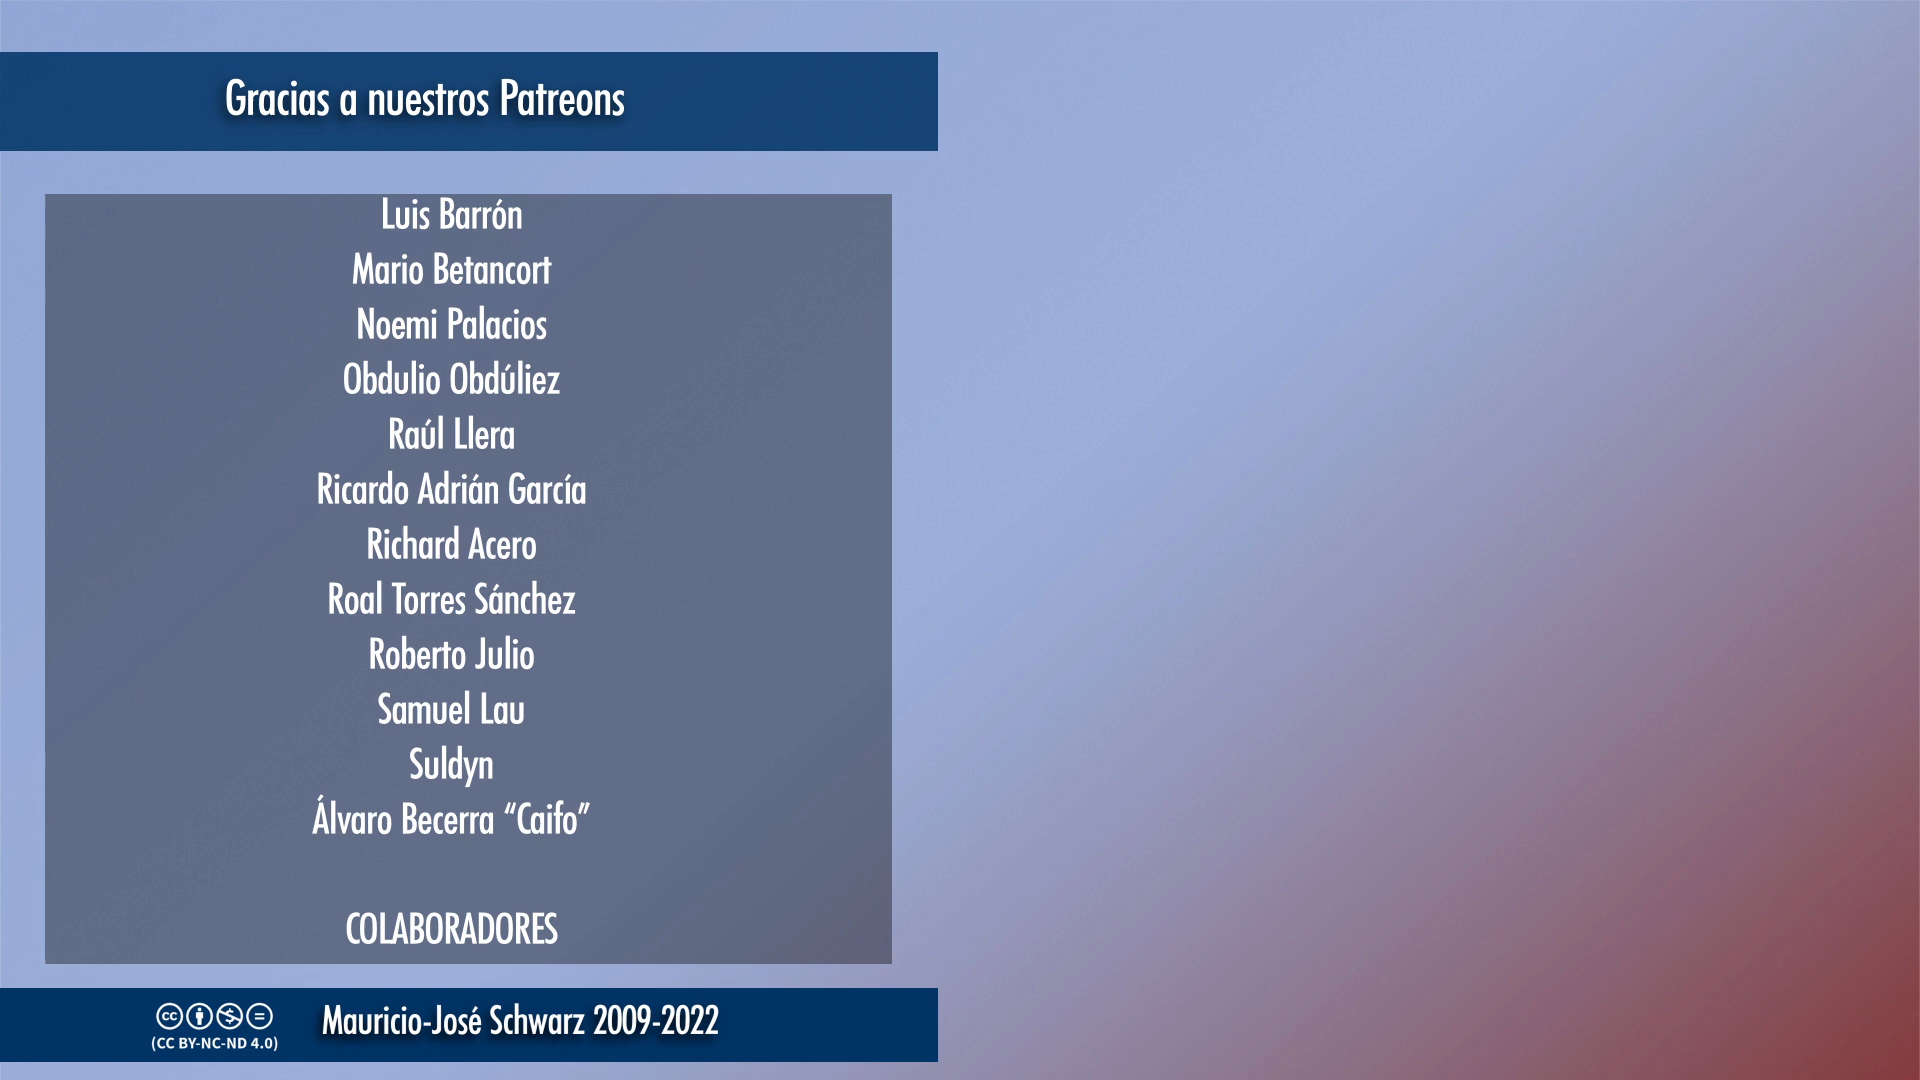 Gracias a nuestros Patreons
Luis Barrón
Mario Betancort
Noemi Palacios
Obdulio Obdúliez
Raúl Llera
Ricardo Adrián García
Richard Acero
Roal Torres Sánchez
Roberto Julio
Samuel Lau
Suldyn
Álvaro Becerra “Caifo”
COLABORADORES
cc
(CC BY-NC-ND 4.0)
Mauricio-José Schwarz 2009-2022